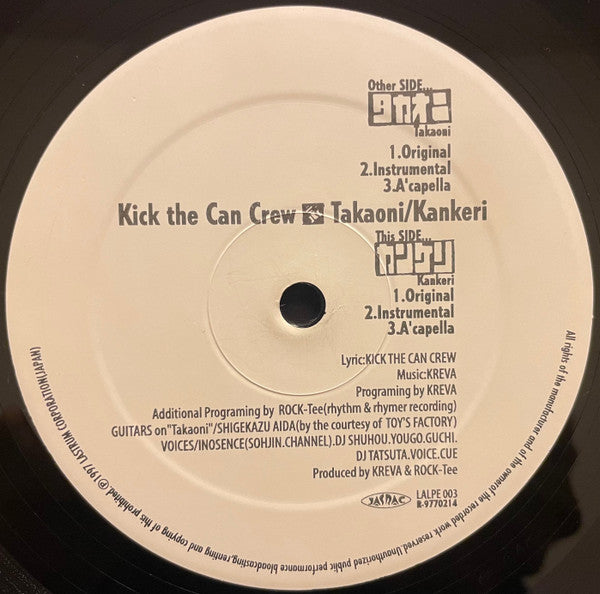 Other SIDE...
タカオニ
Takaoni
1.Original
2.Instrumental
3.A'capella
Kick the Can Crew Takaoni/Kankeri
This SIDE...
カンケリ
Kankeri
1.Original
2.Instrumental
3.A'capella
Lyric:KICK THE CAN CREW
Music:KREVA
Programing by KREVA
Additional Programing by ROCK-Tee(rhythm & rhymer recording)
GUITARS on"Takaoni"/SHIGEKAZU AIDA(by the courtesy of TOY'S FACTORY)
VOICES/INOSENCE(SOHJIN.CHANNEL).DJ SHUHOU.YOUGO.GUCHI.
DJ TATSUTA.VOICE.CUE
Produced by KREVA & ROCK-Tee
JASRAC
LALPE 003
R-9770214
All rights of the manufacturer and of the ownerof the recorded work reserved.Unauthorized public performance bloodcasting,renting and copying of this prohibited.Ⓟ1997 LASTRUM CORPORATION(JAPAN)